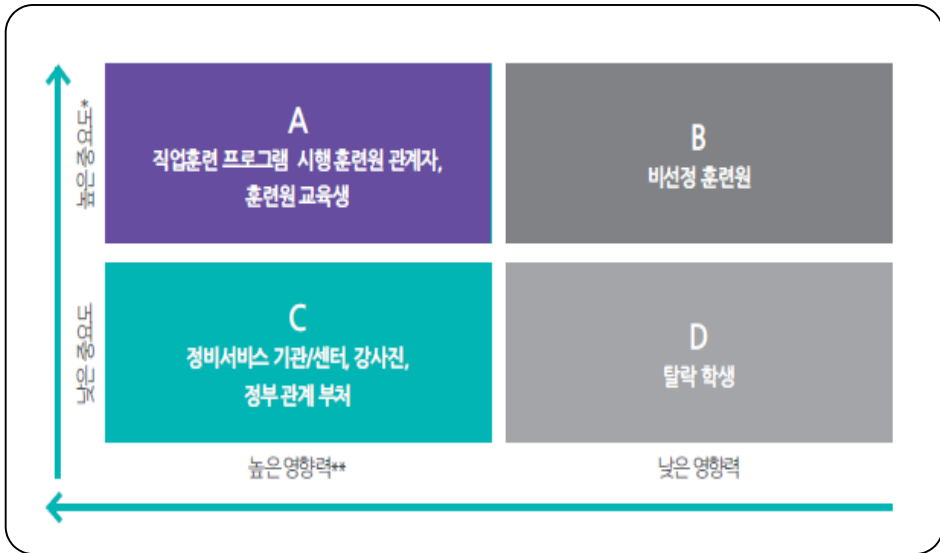 높은 중요도*
A
직업훈련 프로그램 시행 훈련원 관계자,
훈련원 교육생
B
비선정 훈련원
낮은 중요도
C
정비서비스 기관/센터, 강사진,
정부 관계 부처
D
탈락 학생
높은 영향력**
낮은 영향력